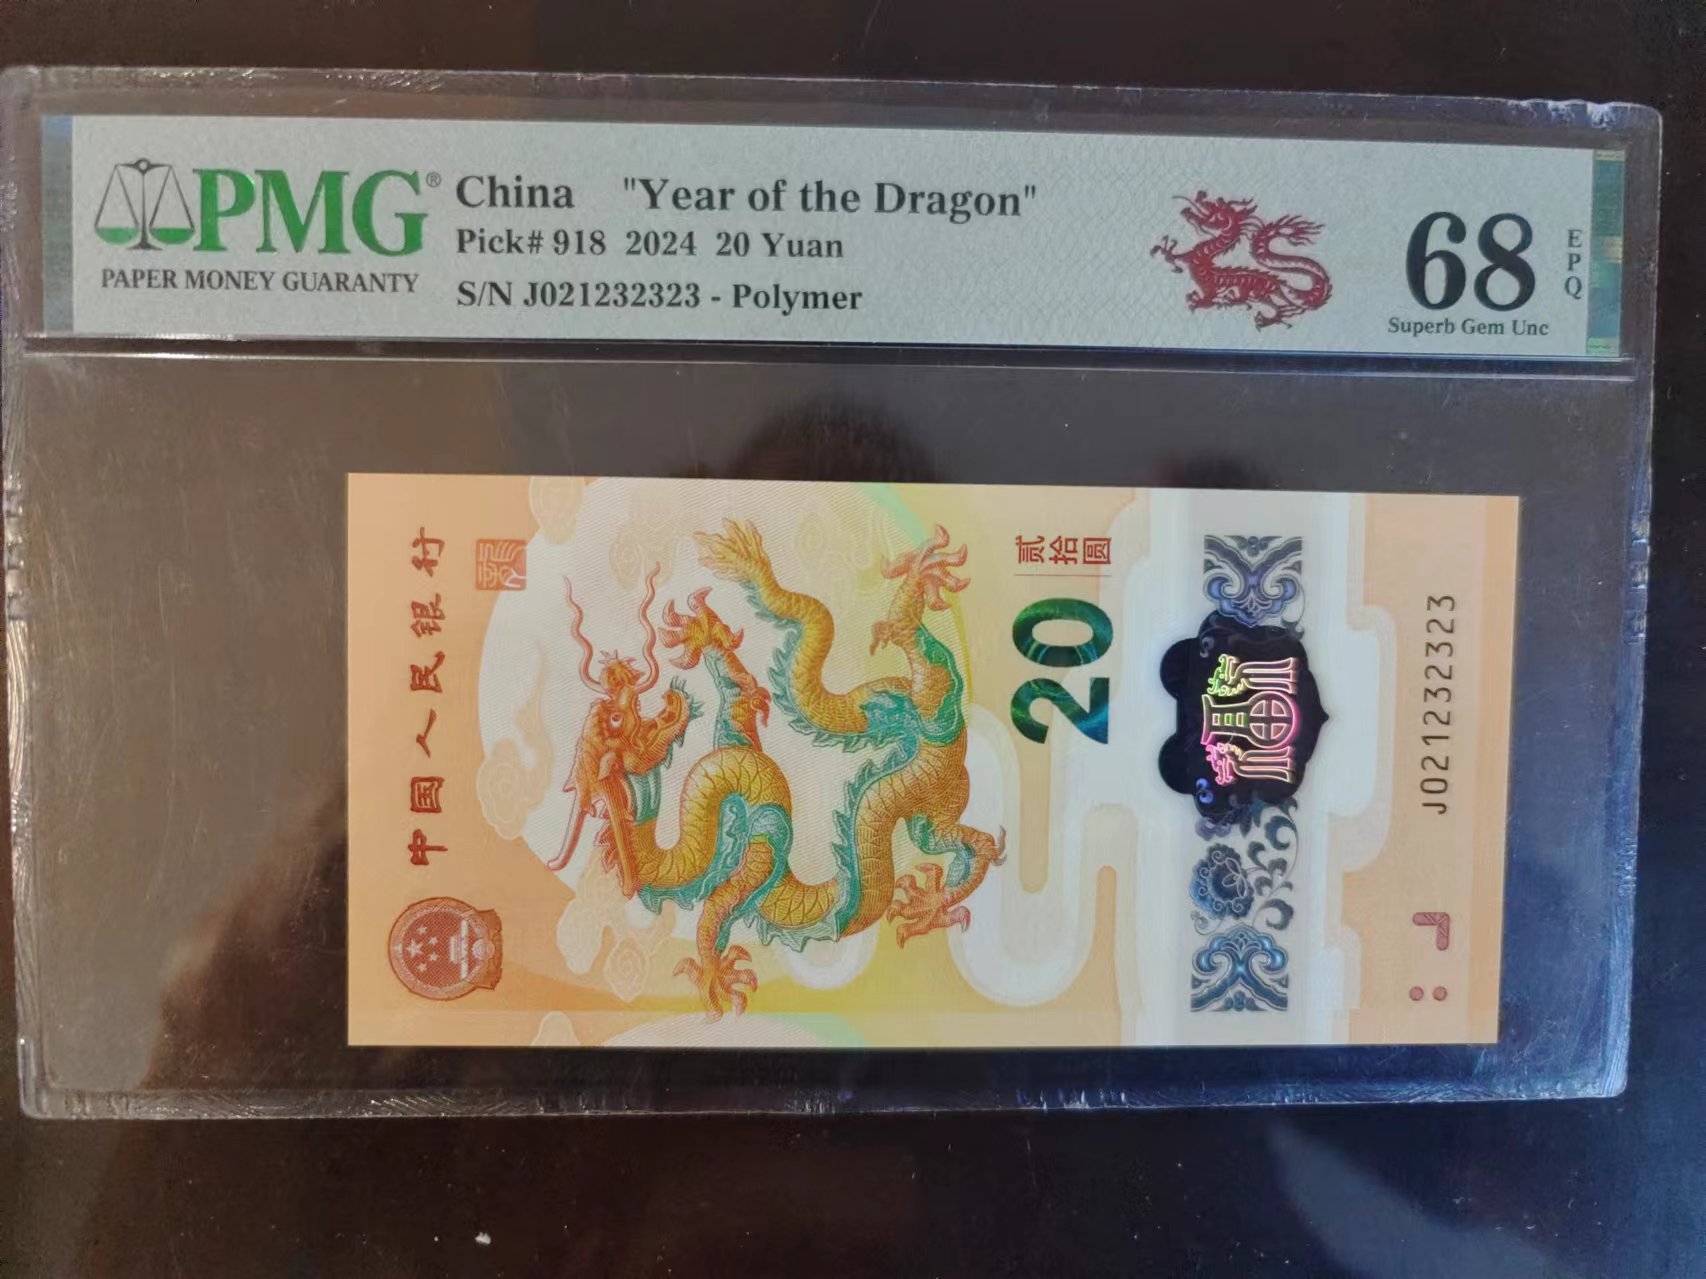 PMG®
PAPER MONEY GUARANTY
China "Year of the Dragon"
Pick# 918 2024 20 Yuan
S/N J021232323 - Polymer
68
EPQ
Superb Gem Unc
中国人民银行
贰拾圆
20
J021232323